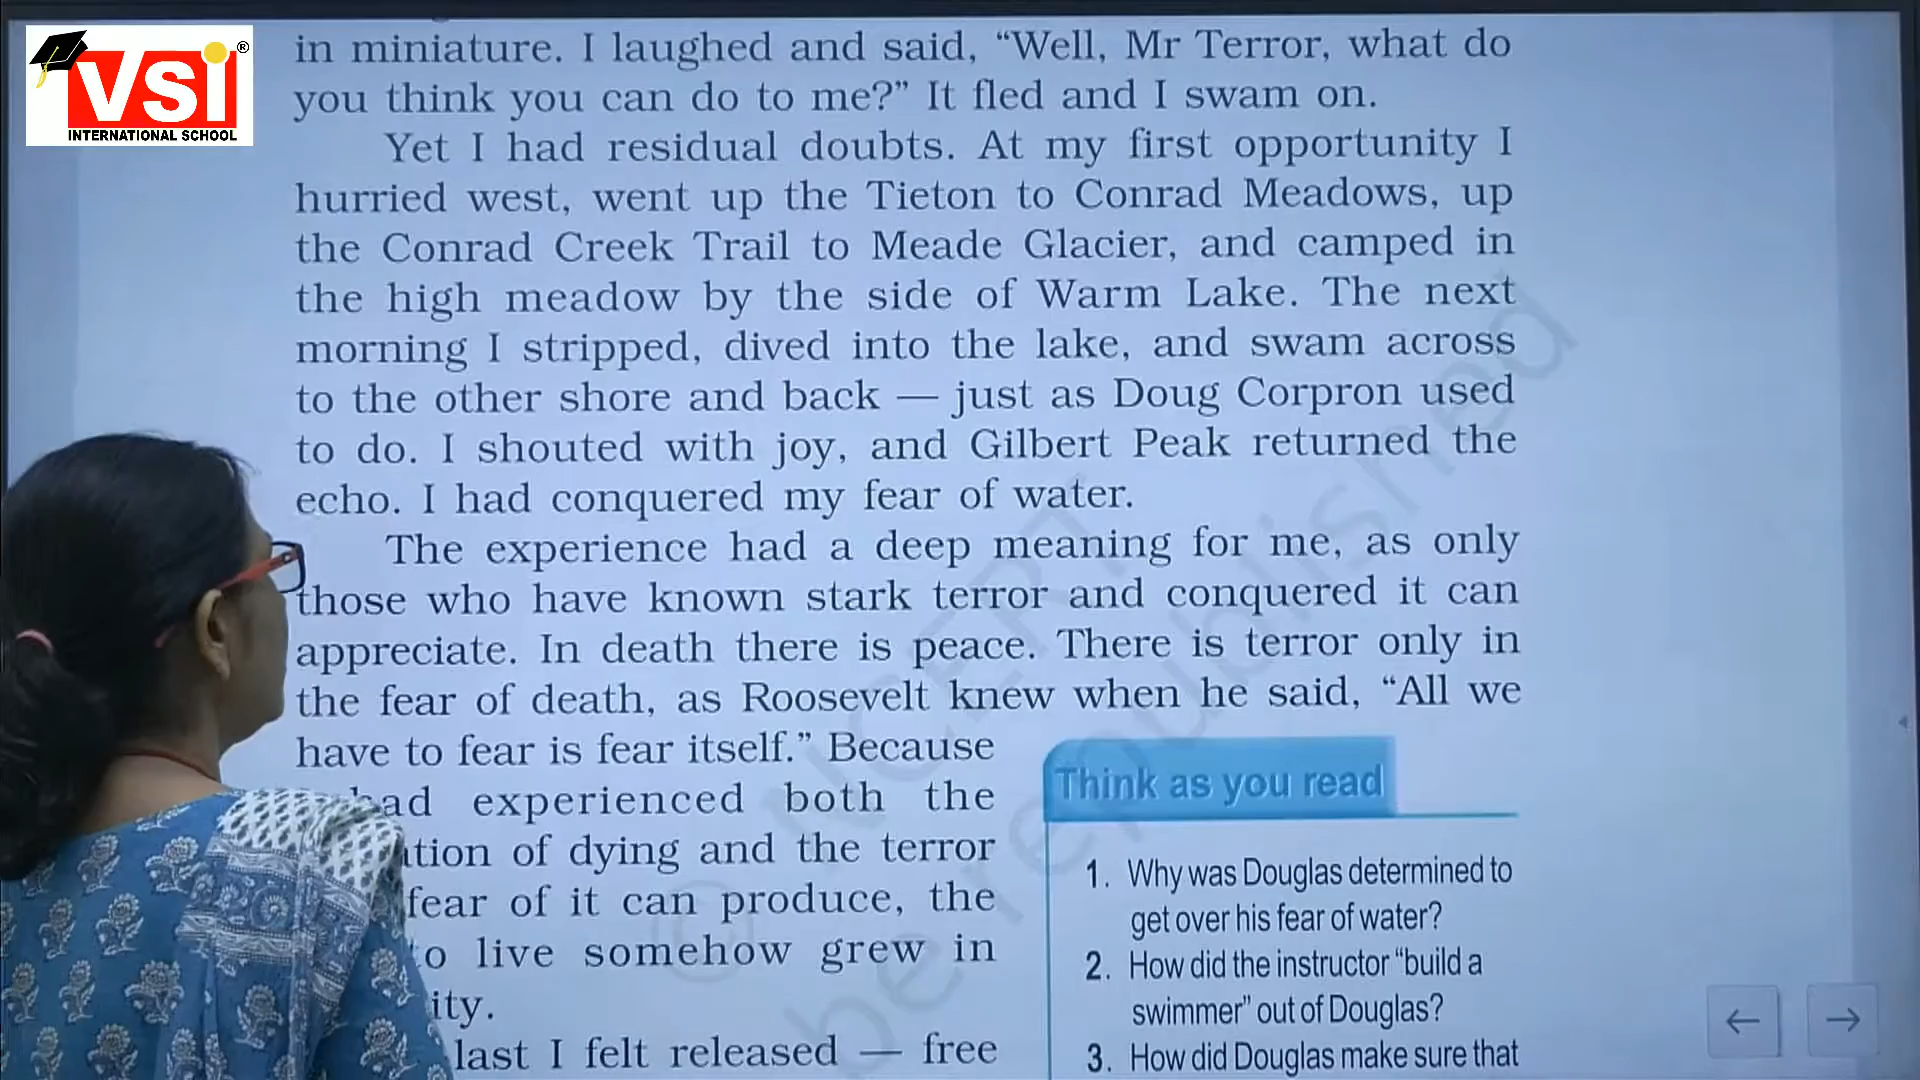 VSI
®
INTERNATIONAL SCHOOL
in miniature. I laughed and said, “Well, Mr Terror, what do
you think you can do to me?” It fled and I swam on.
Yet I had residual doubts. At my first opportunity I
hurried west, went up the Tieton to Conrad Meadows, up
the Conrad Creek Trail to Meade Glacier, and camped in
the high meadow by the side of Warm Lake. The next
morning I stripped, dived into the lake, and swam across
to the other shore and back — just as Doug Corpron used
to do. I shouted with joy, and Gilbert Peak returned the
echo. I had conquered my fear of water.
The experience had a deep meaning for me, as only
those who have known stark terror and conquered it can
appreciate. In death there is peace. There is terror only in
the fear of death, as Roosevelt knew when he said, “All we
have to fear is fear itself.” Because
experienced both the
of dying and the terror
fear of it can produce, the
live somehow grew in
last I felt released — free
Think as you read
1. Why was Douglas determined to
get over his fear of water?
2. How did the instructor “build a
swimmer” out of Douglas?
3. How did Douglas make sure that
© NCERT
be republished